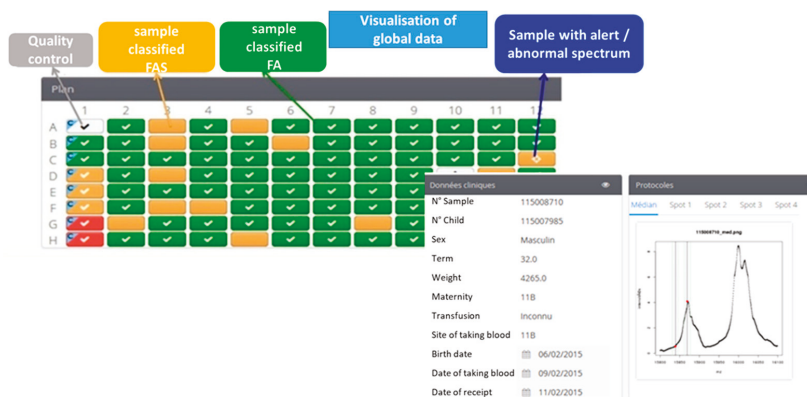 Visualisation of
global data
Quality
control
sample
classified
FAS
sample
classified
FA
Sample with alert /
abnormal spectrum
Plan
1 2 3 4 5 6 7 8 9 10 11 12
A
B
C
D
E
F
G
H
Données cliniques
N° Sample 115008710
N° Child 115007985
Sex Masculin
Term 32.0
Weight 4265.0
Maternity 11B
Transfusion Inconnu
Site of taking blood 11B
Birth date 06/02/2015
Date of taking blood 09/02/2015
Date of receipt 11/02/2015
Protocoles
Médian Spot 1 Spot 2 Spot 3 Spot 4
115008710_med.png